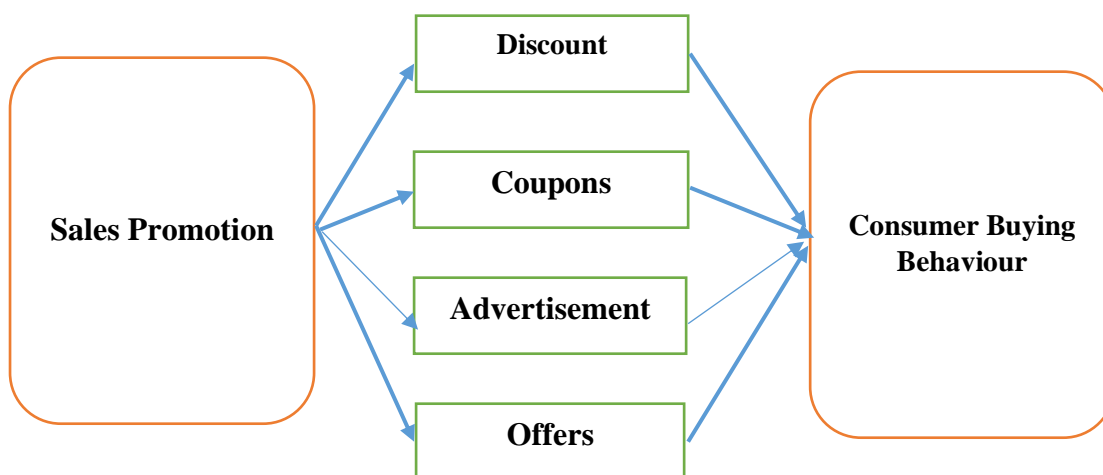 Discount
Coupons
Sales Promotion
Consumer Buying
Behaviour
Advertisement
Offers